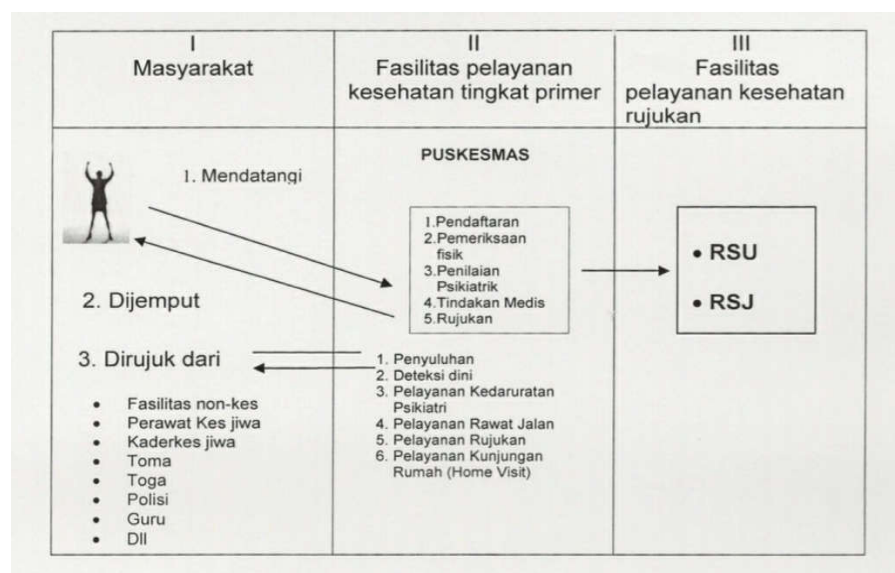 I
Masyarakat
II
Fasilitas pelayanan
kesehatan tingkat primer
III
Fasilitas
pelayanan kesehatan
rujukan
1. Mendatangi
2. Dijemput
3. Dirujuk dari
• Fasilitas non-kes
• Perawat Kes jiwa
• Kaderkes jiwa
• Toma
• Toga
• Polisi
• Guru
• Dll
PUSKESMAS
1.Pendaftaran
2.Pemeriksaan
fisik
3.Penilaian
Psikiatrik
4.Tindakan Medis
5.Rujukan
1. Penyuluhan
2. Deteksi dini
3. Pelayanan Kedaruratan
Psikiatri
4. Pelayanan Rawat Jalan
5. Pelayanan Rujukan
6. Pelayanan Kunjungan
Rumah (Home Visit)
• RSU
• RSJ